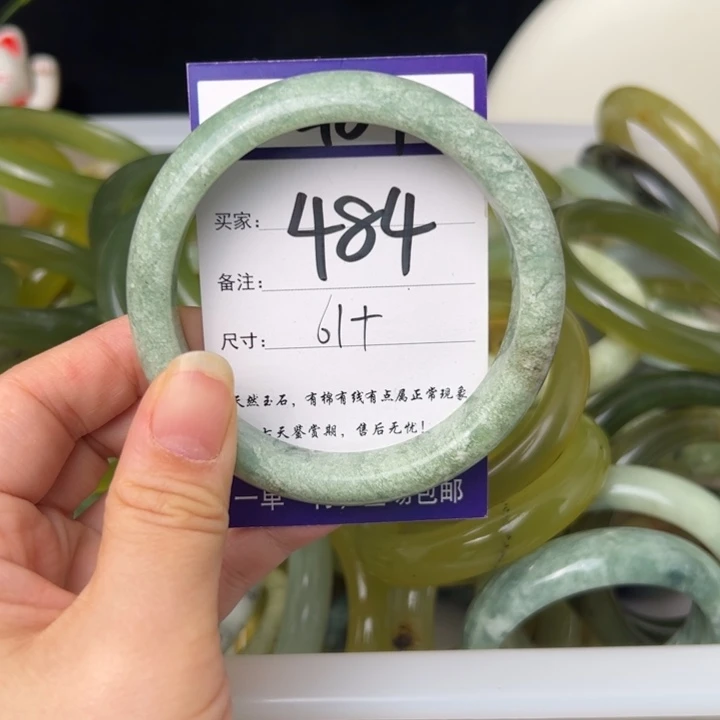 买家: 484
备注:
尺寸: 61+
天然玉石，有棉有线有点属正常现象
七天鉴赏期，售后无忧!